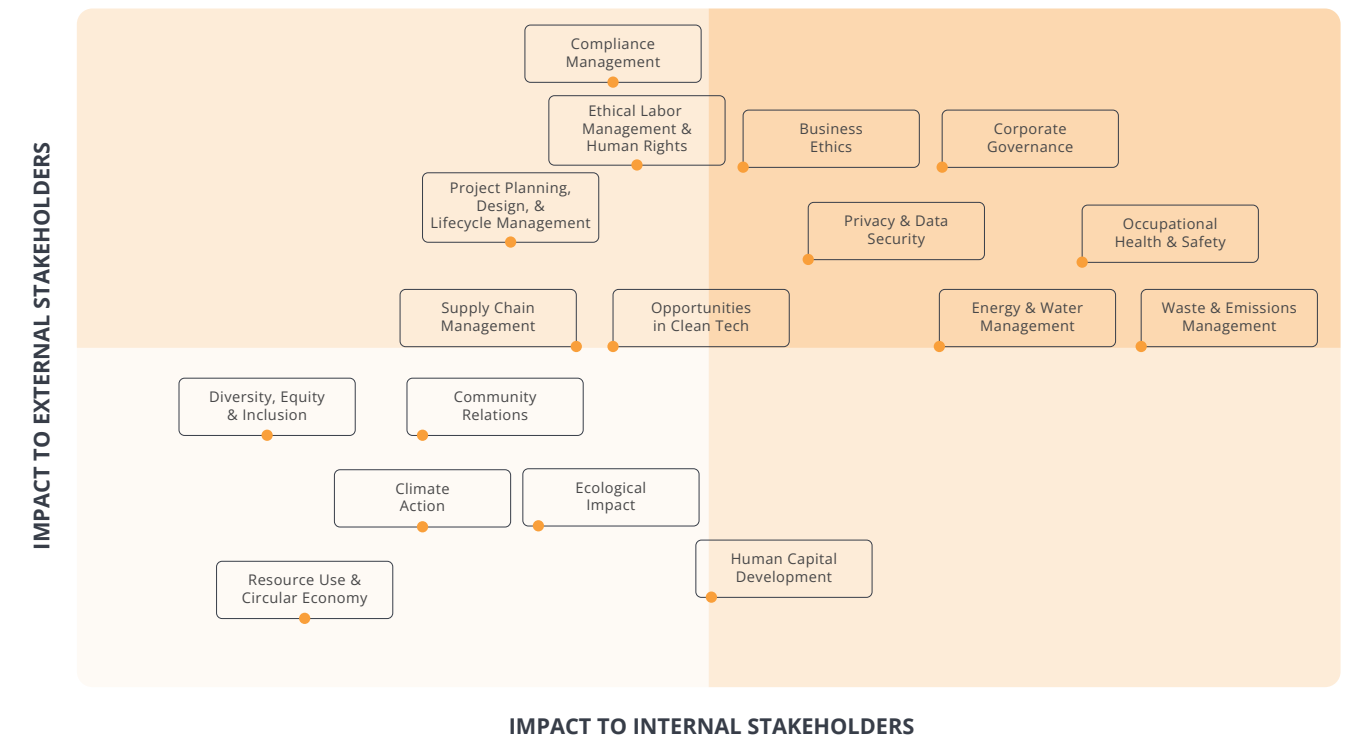 Compliance
Management
Ethical Labor
Management &
Human Rights
Business
Ethics
Corporate
Governance
Project Planning,
Design, &
Lifecycle Management
Privacy & Data
Security
Occupational
Health & Safety
Supply Chain
Management
Opportunities
in Clean Tech
Energy & Water
Management
Waste & Emissions
Management
Diversity, Equity
& Inclusion
Community
Relations
Climate
Action
Ecological
Impact
Human Capital
Development
Resource Use &
Circular Economy
IMPACT TO EXTERNAL STAKEHOLDERS
IMPACT TO INTERNAL STAKEHOLDERS